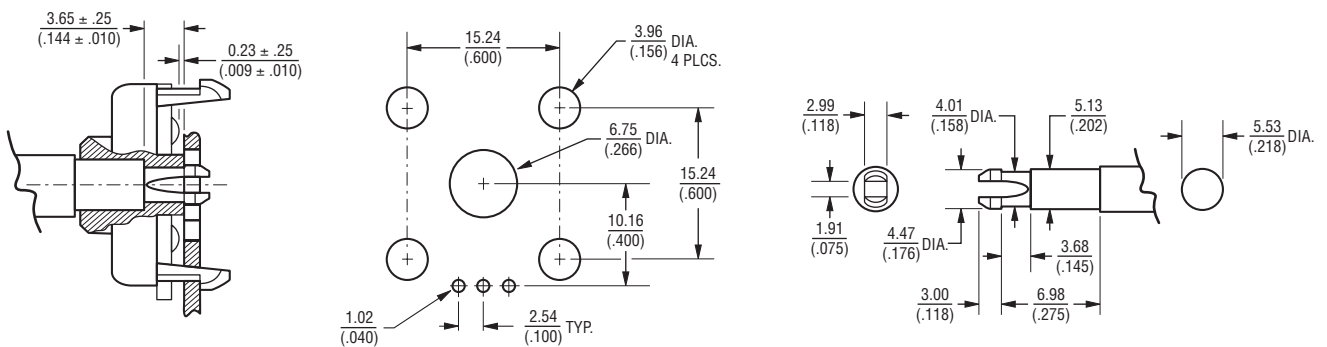 3.65 ± .25
(.144 ± .010)
0.23 ± .25
(.009 ± .010)
15.24
(.600)
3.96
(.156)
DIA.
4 PLCS.
6.75
(.266)
DIA.
15.24
(.600)
10.16
(.400)
1.02
(.040)
2.54
(.100)
TYP.
2.99
(.118)
4.01
(.158)
DIA.
5.13
(.202)
5.53
(.218)
DIA.
1.91
(.075)
4.47
(.176)
DIA.
3.68
(.145)
3.00
(.118)
6.98
(.275)